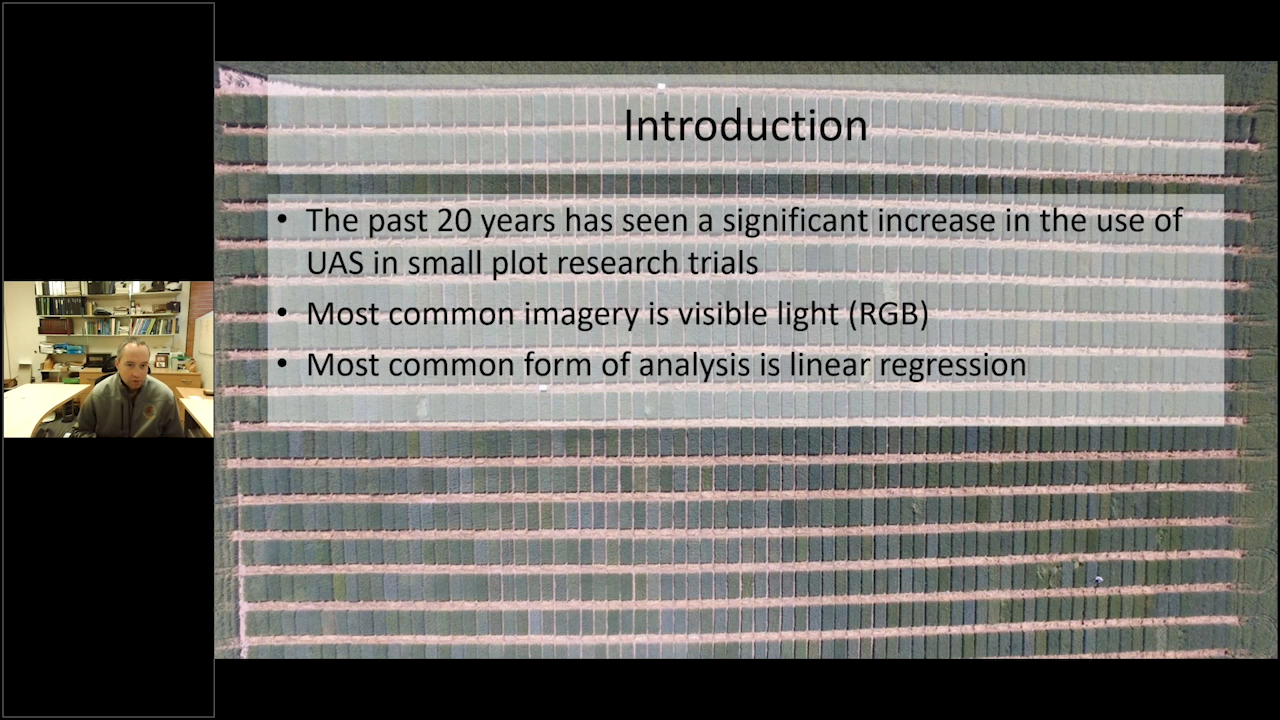 Introduction
• The past 20 years has seen a significant increase in the use of
UAS in small plot research trials
• Most common imagery is visible light (RGB)
• Most common form of analysis is linear regression